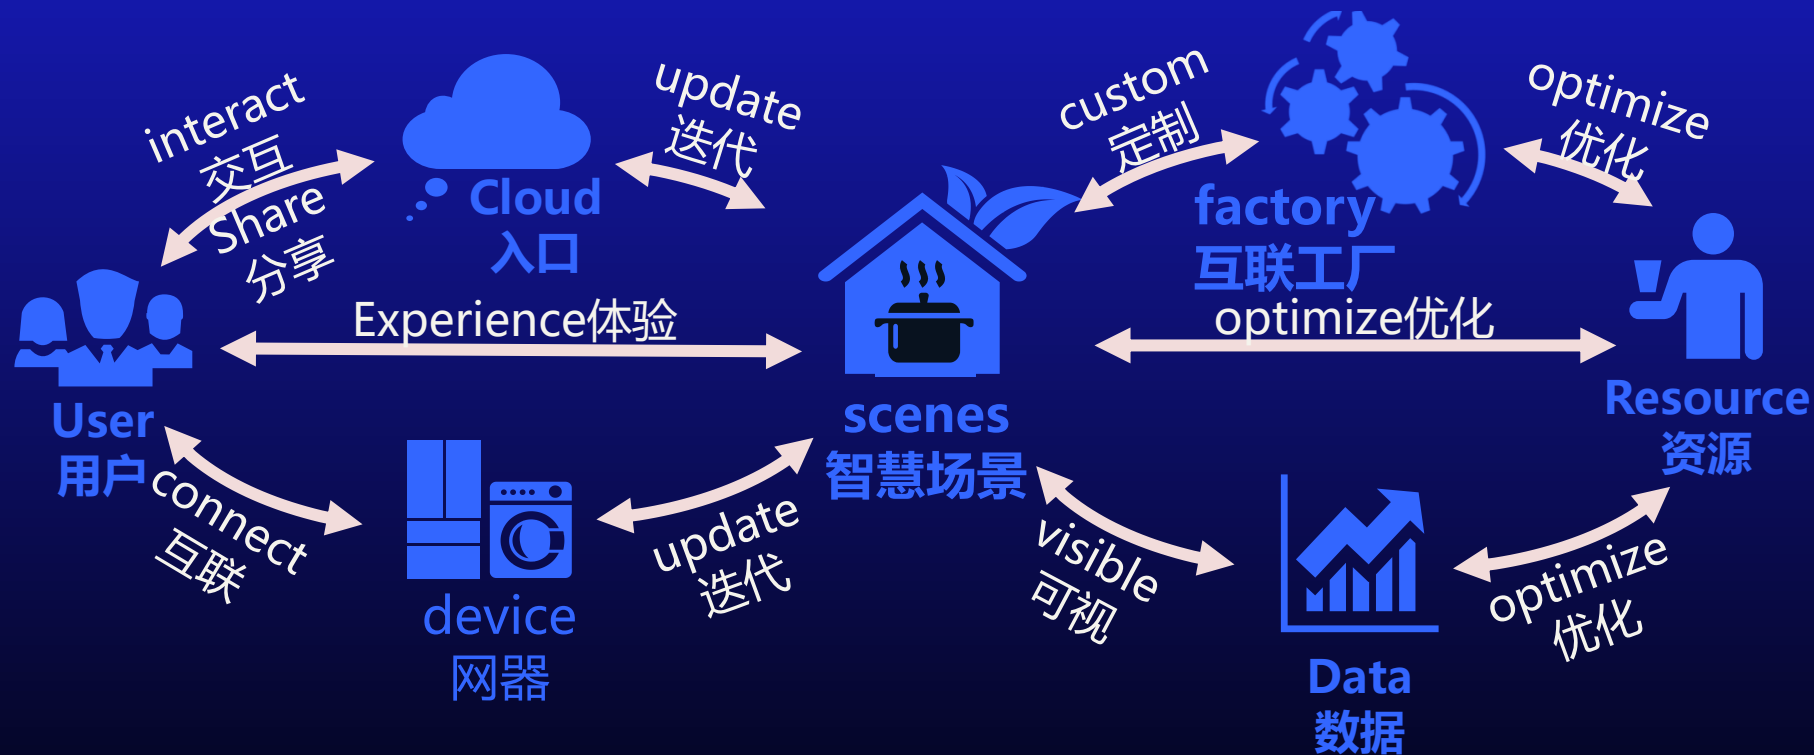 interact
交互
Share
分享
Cloud
入口
update
迭代
custom
定制
factory
互联工厂
optimize
优化
User
用户
Experience体验
scenes
智慧场景
optimize优化
Resource
资源
connect
互联
device
网器
update
迭代
visible
可视
Data
数据
optimize
优化